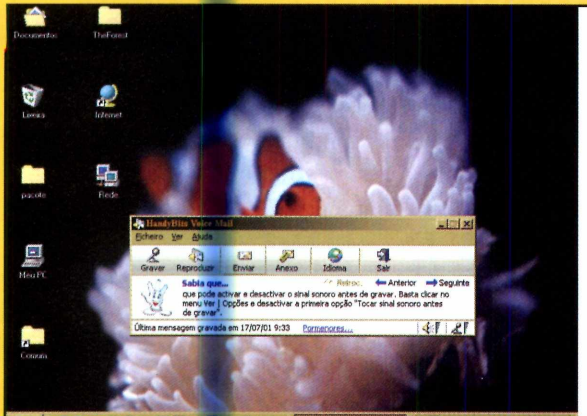 Documentos
TheForest
Lixeira
Internet
pacote
Rede
Meu PC
Comum
HandyBits Voice Mail
Ficheiro Ver Ajuda
Gravar Reproduzir Enviar Anexo Idioma Sair
Sabia que... Retroc. Anterior Seguinte
que pode activar e desactivar o sinal sonoro antes de gravar. Basta clicar no
menu Ver | Opções e desactivar a primeira opção "Tocar sinal sonoro antes
de gravar".
Última mensagem gravada em 17/07/01 9:33 Pormenores...